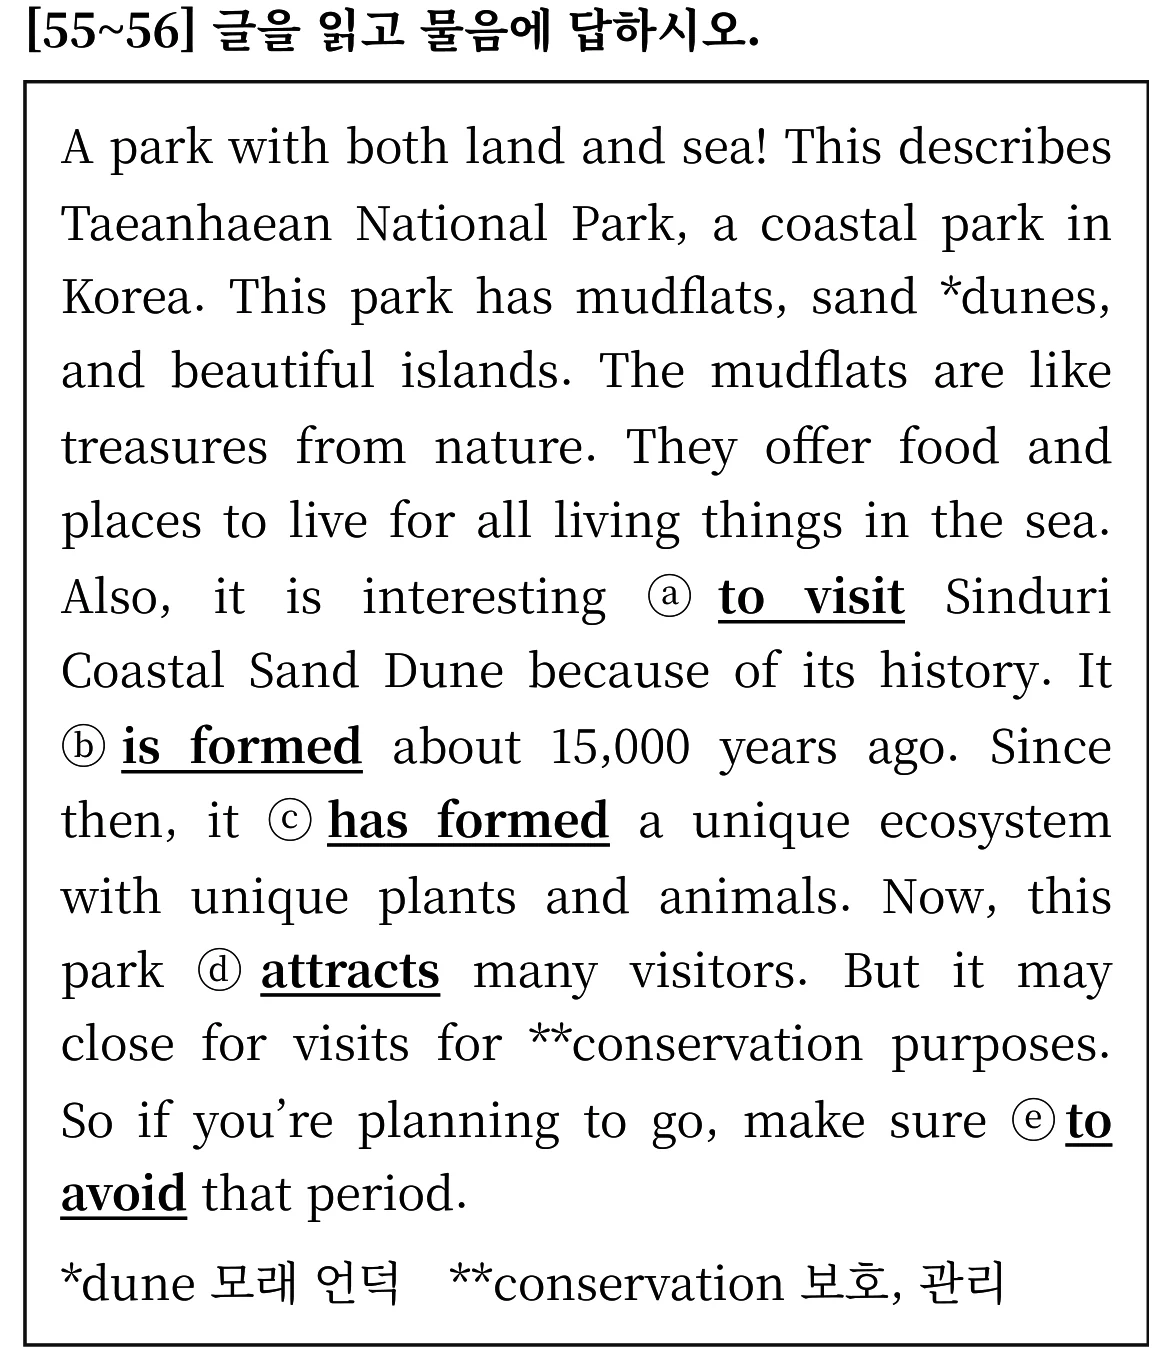 [55~56] 글을 읽고 물음에 답하시오.
A park with both land and sea! This describes
Taeanhaean National Park, a coastal park in
Korea. This park has mudflats, sand *dunes,
and beautiful islands. The mudflats are like
treasures from nature. They offer food and
places to live for all living things in the sea.
Also, it is interesting ⓐ to visit Sinduri
Coastal Sand Dune because of its history. It
ⓑ is formed about 15,000 years ago. Since
then, it ⓒ has formed a unique ecosystem
with unique plants and animals. Now, this
park ⓓ attracts many visitors. But it may
close for visits for **conservation purposes.
So if you’re planning to go, make sure ⓔ to
avoid that period.
*dune 모래 언덕 **conservation 보호, 관리